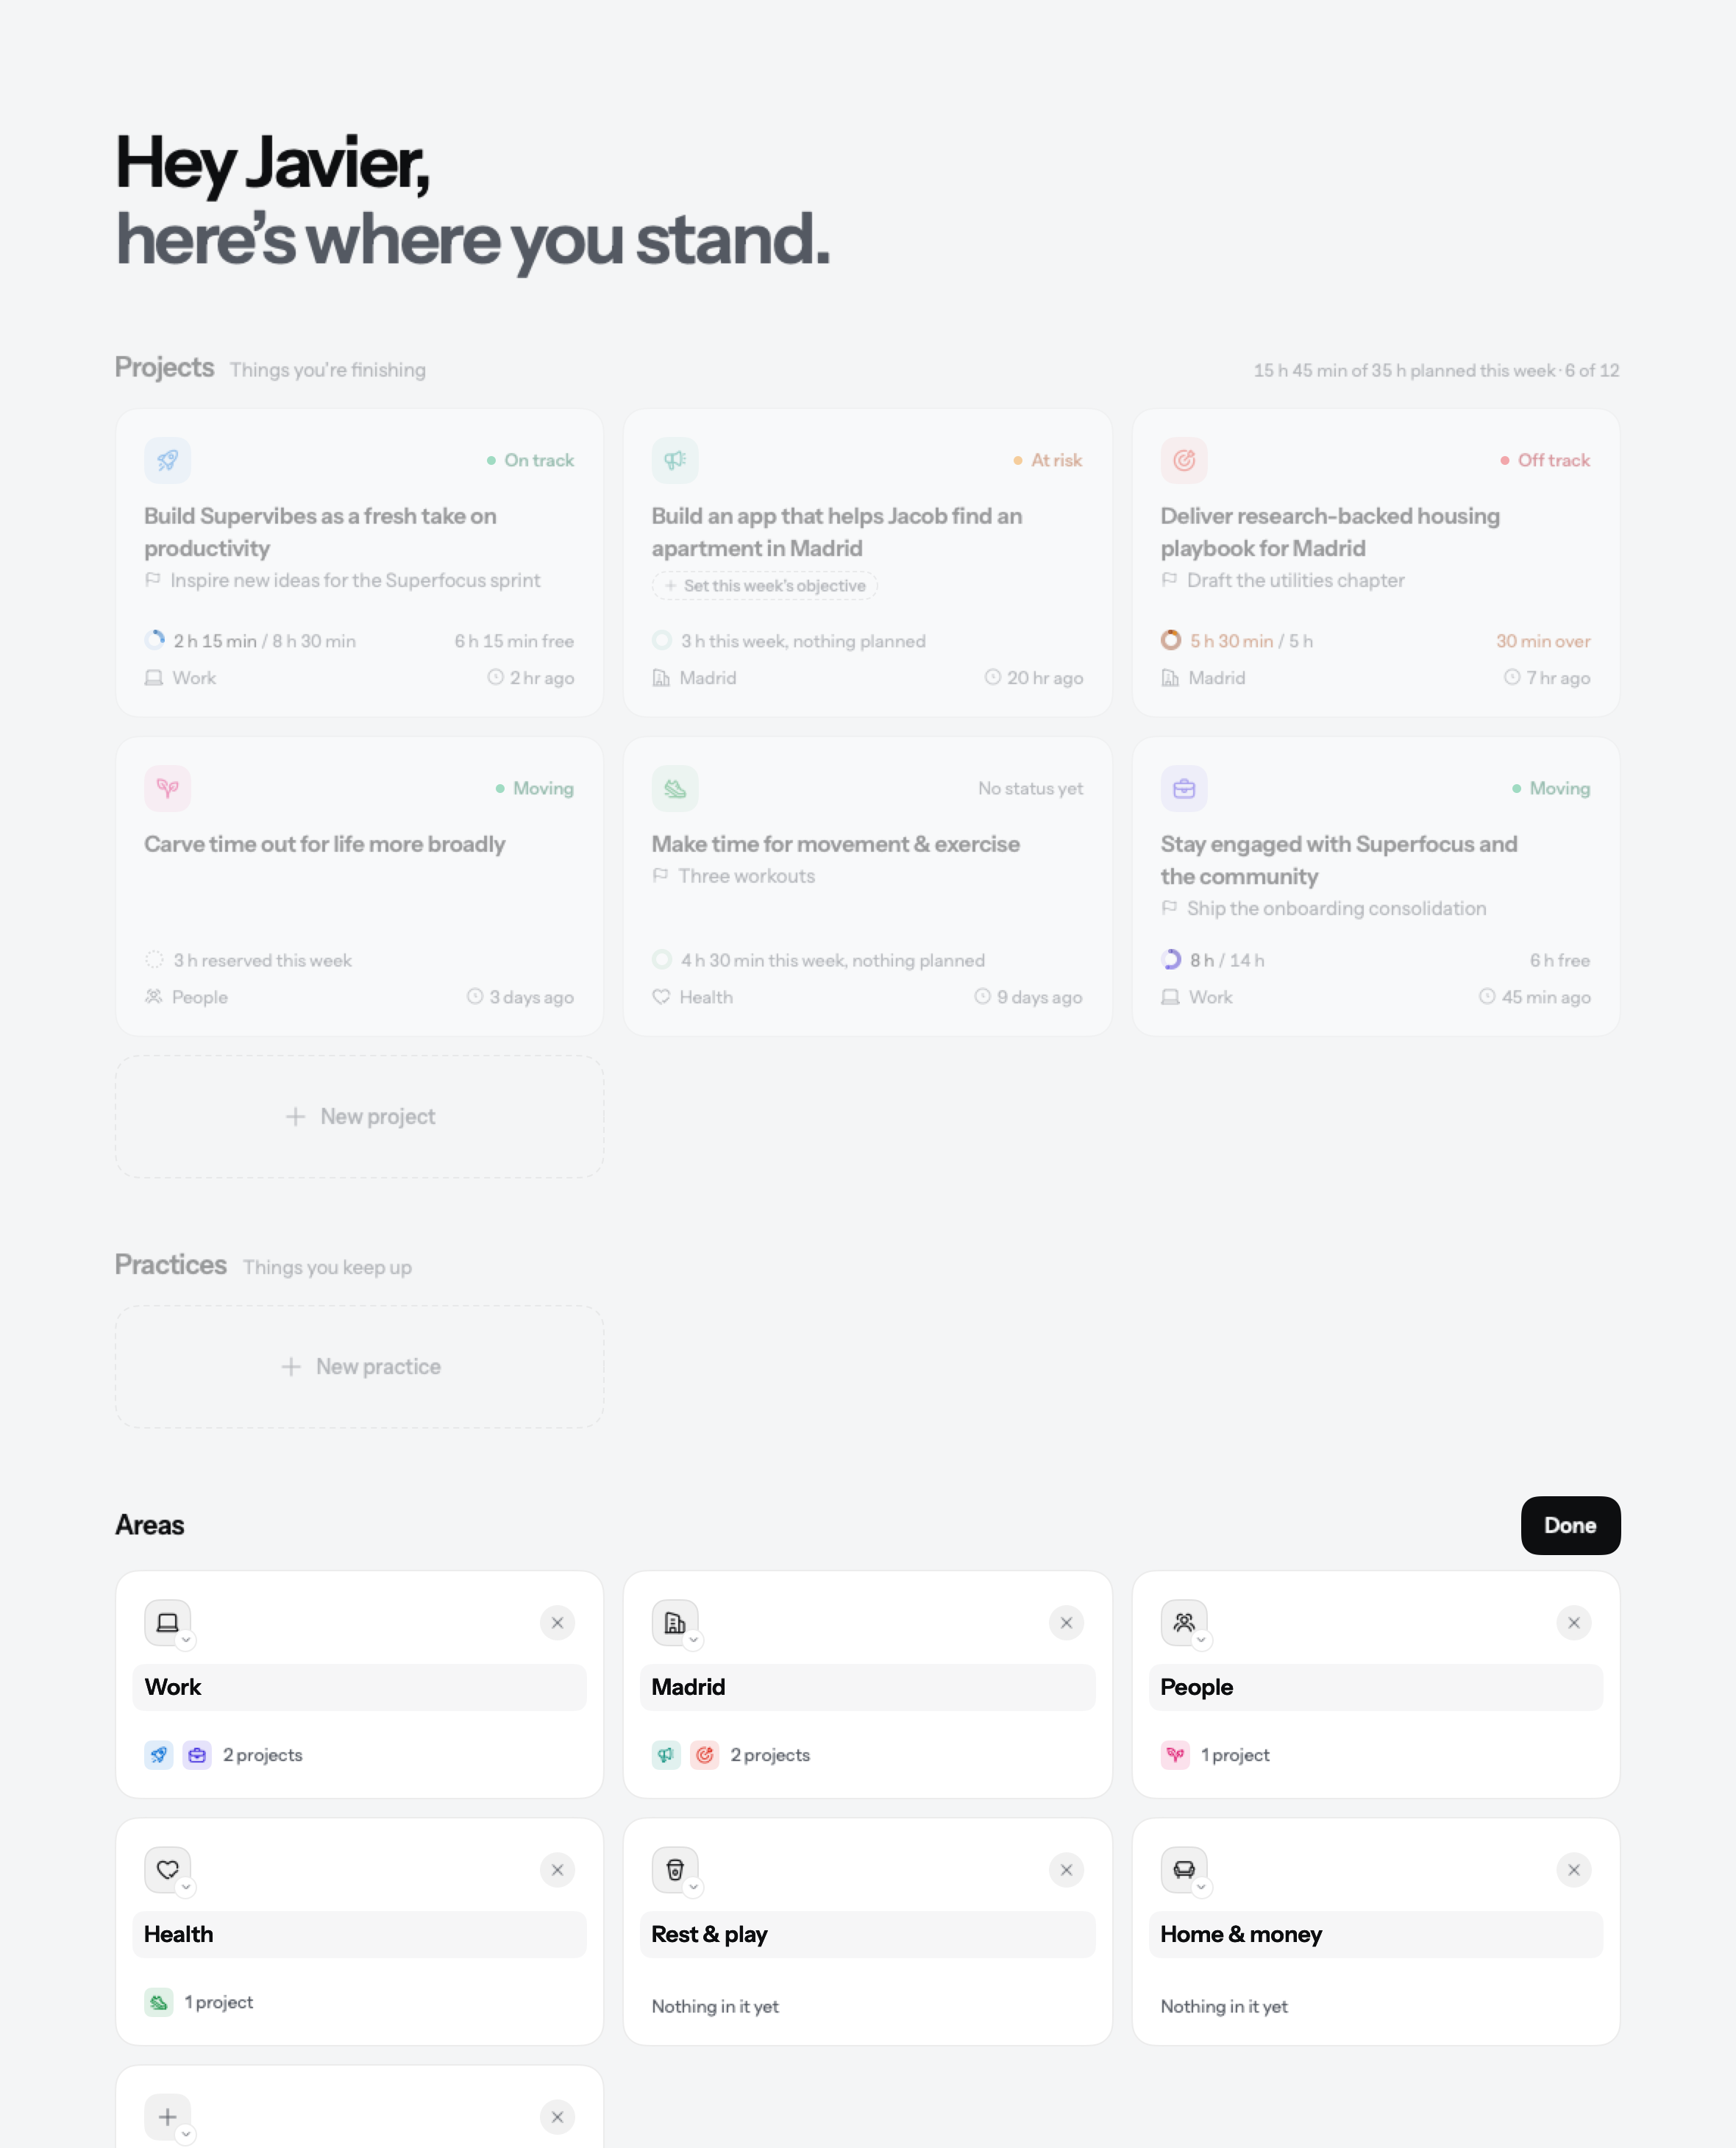 Hey Javier,
here’s where you stand.
Projects Things you’re finishing
15 h 45 min of 35 h planned this week · 6 of 12
On track
Build Supervibes as a fresh take on
productivity
Inspire new ideas for the Superfocus sprint
2 h 15 min / 8 h 30 min 6 h 15 min free
Work 2 hr ago
At risk
Build an app that helps Jacob find an
apartment in Madrid
+ Set this week’s objective
3 h this week, nothing planned
Madrid 20 hr ago
Off track
Deliver research-backed housing
playbook for Madrid
Draft the utilities chapter
5 h 30 min / 5 h 30 min over
Madrid 7 hr ago
Moving
Carve time out for life more broadly
3 h reserved this week
People 3 days ago
No status yet
Make time for movement & exercise
Three workouts
4 h 30 min this week, nothing planned
Health 9 days ago
Moving
Stay engaged with Superfocus and
the community
Ship the onboarding consolidation
8 h / 14 h 6 h free
Work 45 min ago
+ New project
Practices Things you keep up
+ New practice
Areas
Done
Work
2 projects
Madrid
2 projects
People
1 project
Health
1 project
Rest & play
Nothing in it yet
Home & money
Nothing in it yet